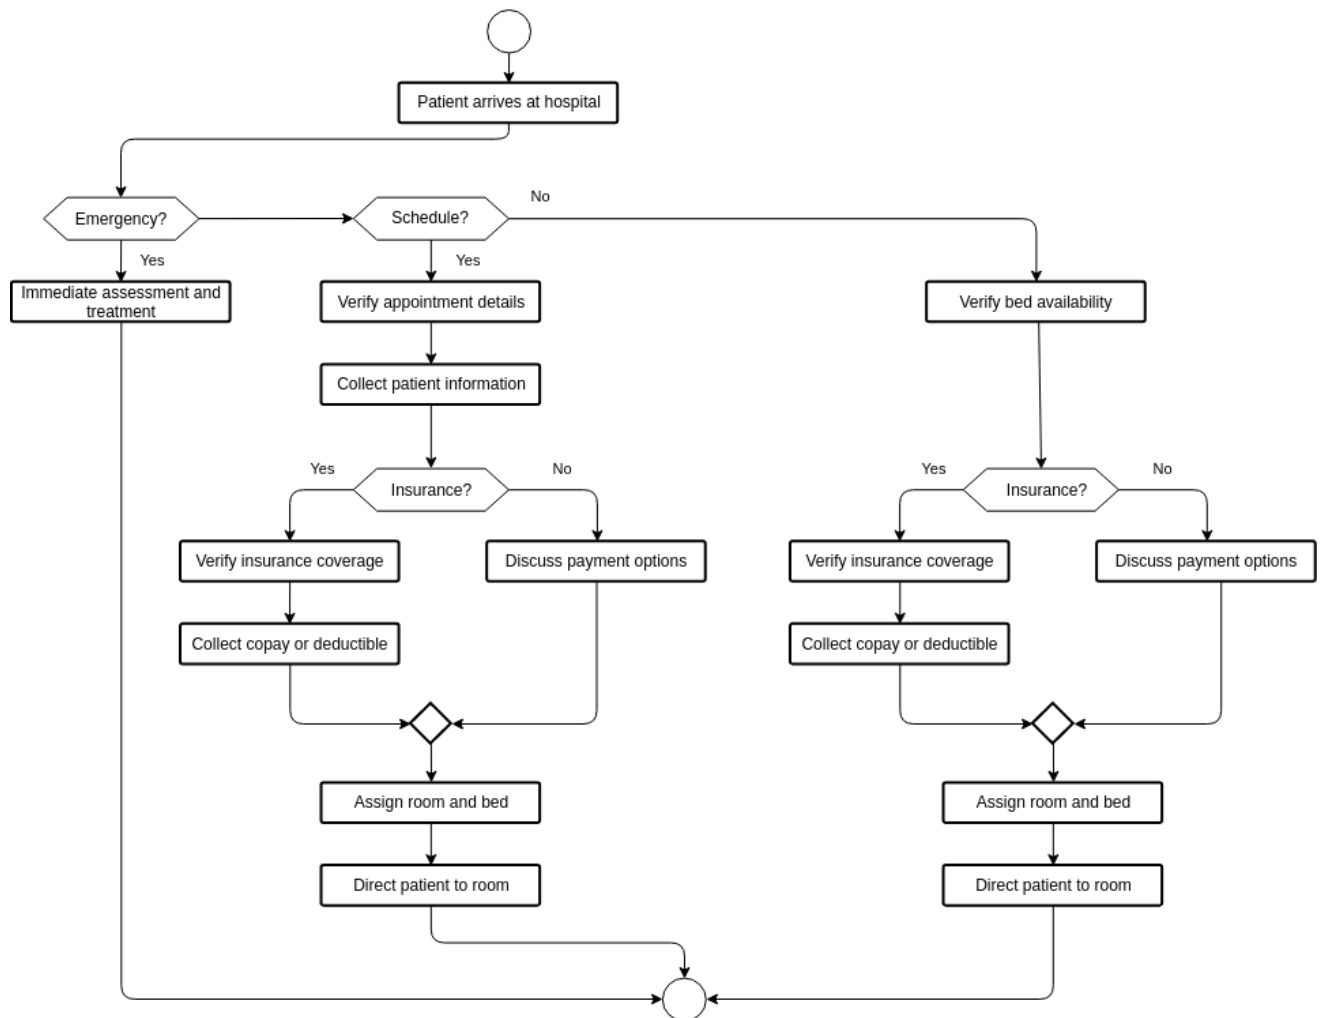 Patient arrives at hospital
No
Emergency?
Schedule?
Yes
Yes
Immediate assessment and
treatment
Verify appointment details
Verify bed availability
Collect patient information
Yes
No
Yes
No
Insurance?
Insurance?
Verify insurance coverage
Discuss payment options
Verify insurance coverage
Discuss payment options
Collect copay or deductible
Collect copay or deductible
Assign room and bed
Assign room and bed
Direct patient to room
Direct patient to room